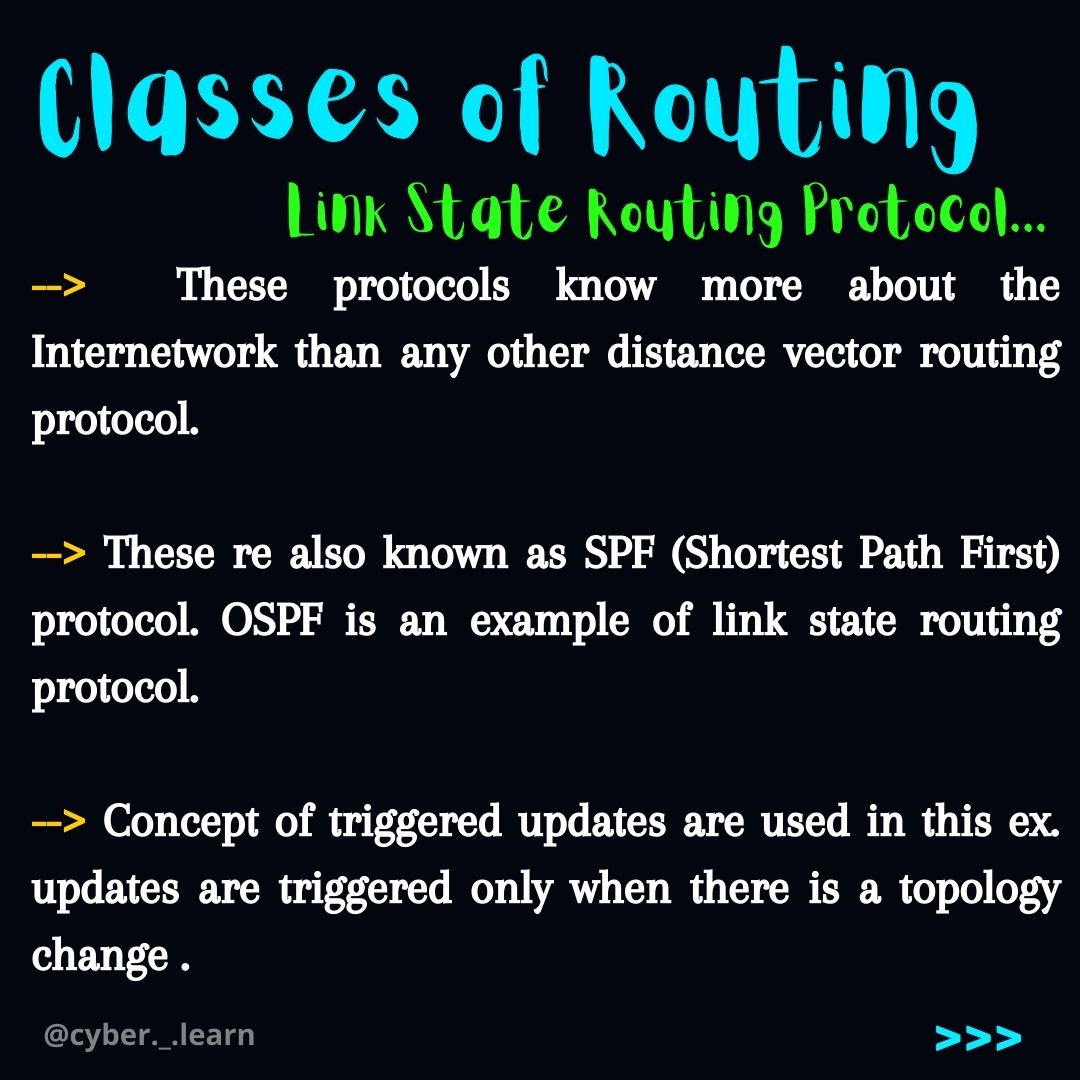 Classes of Routing
Link State Routing Protocol...
--> These protocols know more about the
Internetwork than any other distance vector routing
protocol.
--> These re also known as SPF (Shortest Path First)
protocol. OSPF is an example of link state routing
protocol.
--> Concept of triggered updates are used in this ex.
updates are triggered only when there is a topology
change .
@cyber._.learn
>>>